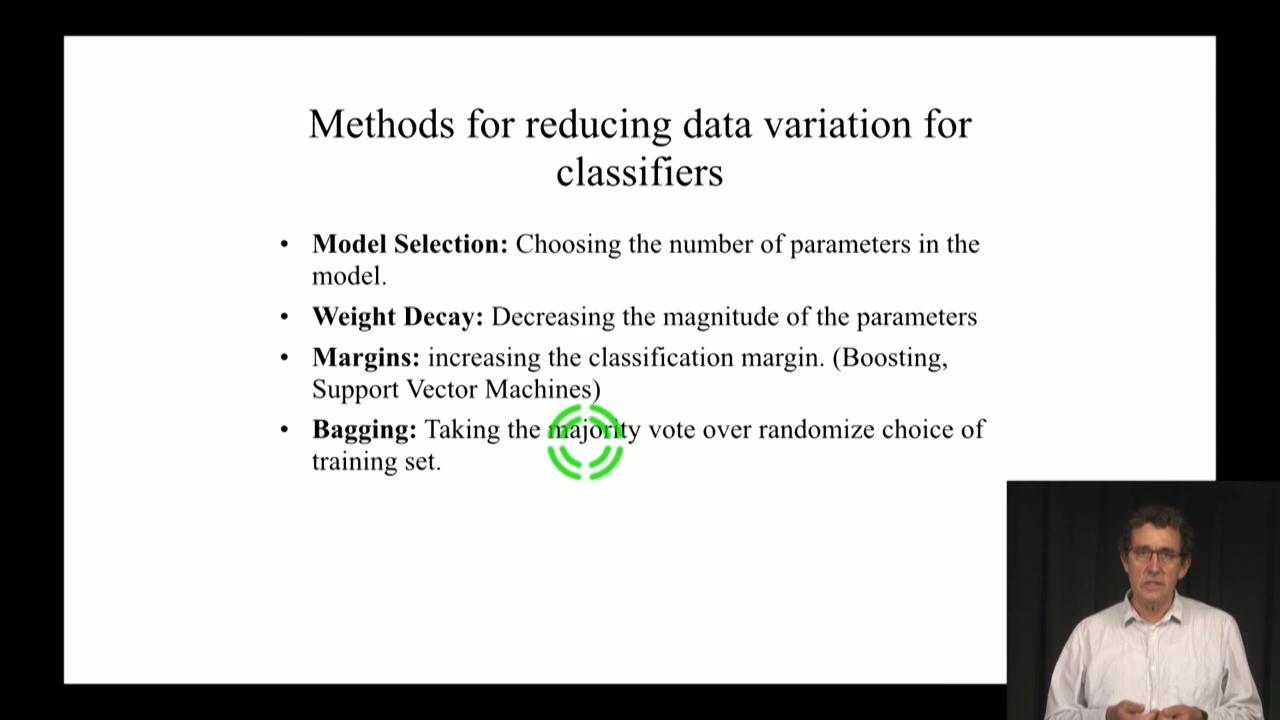 Methods for reducing data variation for
classifiers
• Model Selection: Choosing the number of parameters in the
model.
• Weight Decay: Decreasing the magnitude of the parameters
• Margins: increasing the classification margin. (Boosting,
Support Vector Machines)
• Bagging: Taking the majority vote over randomize choice of
training set.